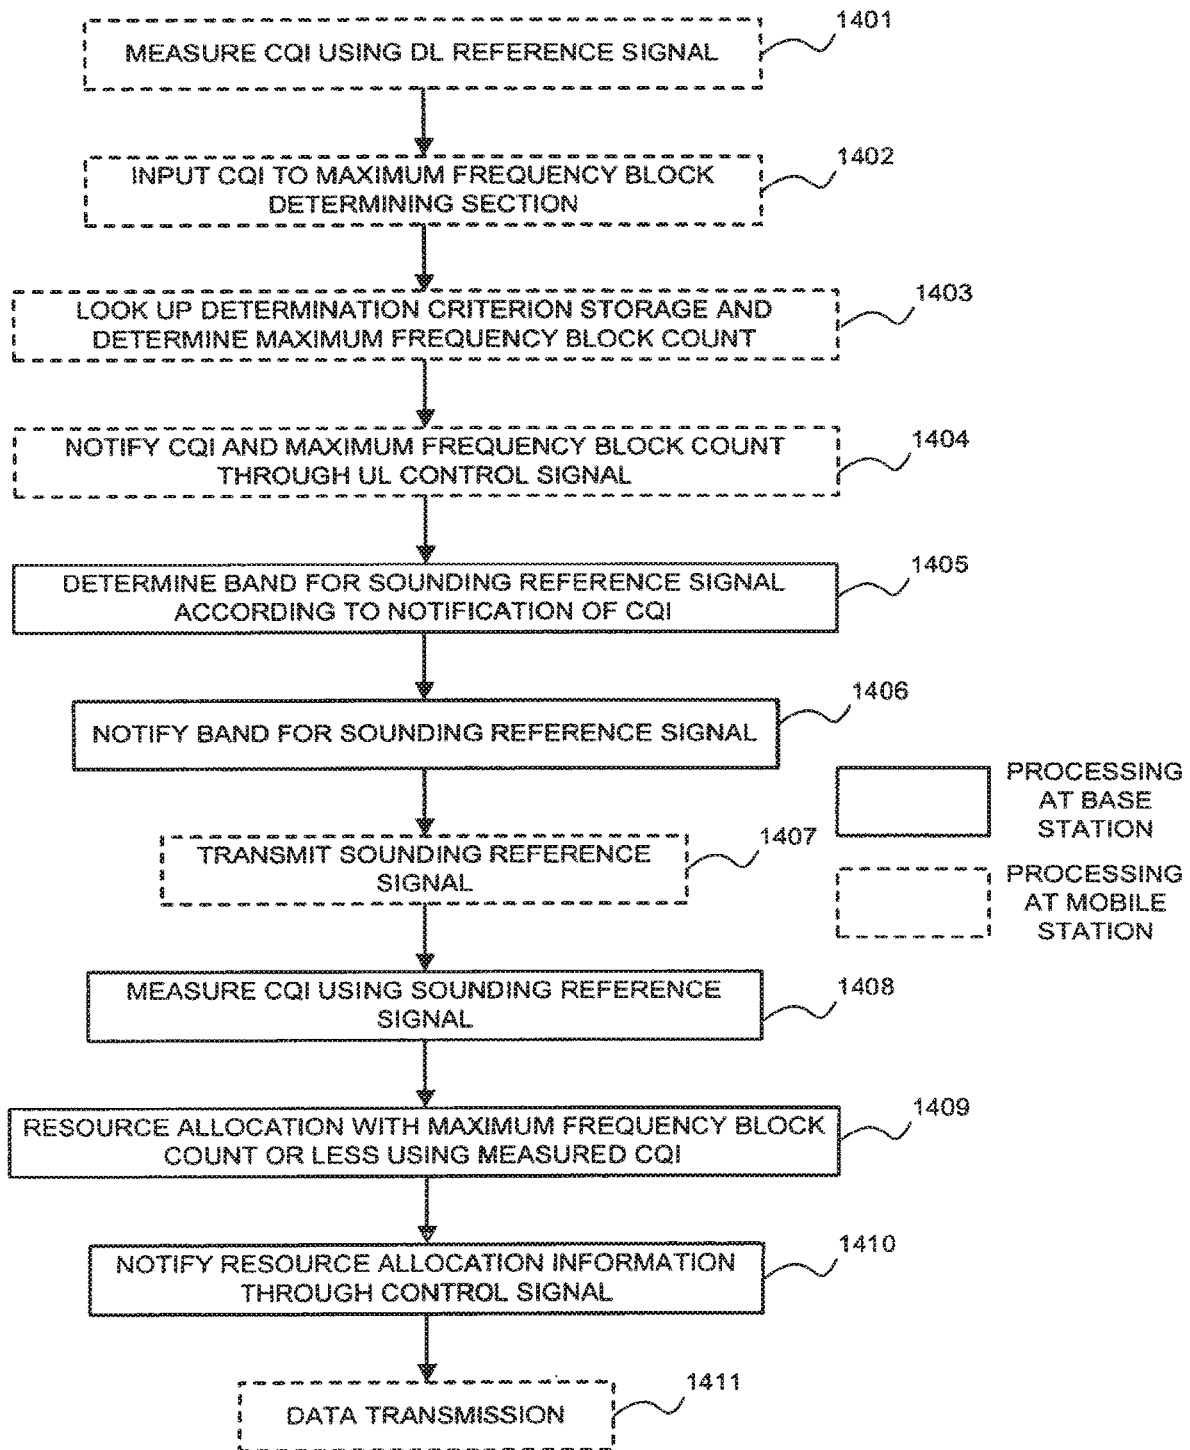 1401
MEASURE CQI USING DL REFERENCE SIGNAL
1402
INPUT CQI TO MAXIMUM FREQUENCY BLOCK
DETERMINING SECTION
1403
LOOK UP DETERMINATION CRITERION STORAGE AND
DETERMINE MAXIMUM FREQUENCY BLOCK COUNT
1404
NOTIFY CQI AND MAXIMUM FREQUENCY BLOCK COUNT
THROUGH UL CONTROL SIGNAL
1405
DETERMINE BAND FOR SOUNDING REFERENCE SIGNAL
ACCORDING TO NOTIFICATION OF CQI
1406
NOTIFY BAND FOR SOUNDING REFERENCE SIGNAL
PROCESSING
AT BASE
STATION
1407
TRANSMIT SOUNDING REFERENCE
SIGNAL
PROCESSING
AT MOBILE
STATION
1408
MEASURE CQI USING SOUNDING REFERENCE
SIGNAL
1409
RESOURCE ALLOCATION WITH MAXIMUM FREQUENCY BLOCK
COUNT OR LESS USING MEASURED CQI
1410
NOTIFY RESOURCE ALLOCATION INFORMATION
THROUGH CONTROL SIGNAL
1411
DATA TRANSMISSION